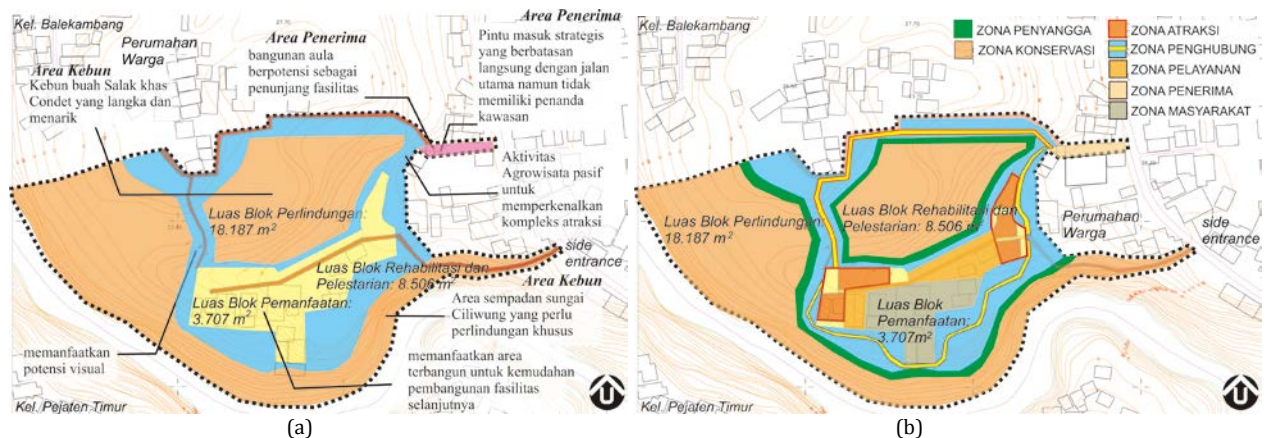 Kel. Balekambang
Perumahan
Warga
Area Kebun
Kebun buah Salak khas
Condet yang langka dan
menarik
Area Penerima
bangunan aula
berpotensi sebagai
penunjang fasilitas
Area Penerima
Pintu masuk strategis
yang berbatasan
langsung dengan jalan
utama namun tidak
memiliki penanda
kawasan
Aktivitas
Agrowisata pasif
untuk
memperkenalkan
kompleks atraksi
Luas Blok Perlindungan:
18.187 m²
side
entrance
Luas Blok Rehabilitasi dan
Pelestarian: 8.506 m²
Area Kebun
Area sempadan sungai
Ciliwung yang perlu
perlindungan khusus
Luas Blok Pemanfaatan:
3.707 m²
memanfaatkan
potensi visual
memanfaatkan area
terbangun untuk kemudahan
pembangunan fasilitas
selanjutnya
Kel. Pejaten Timur
U
(a)
Kel. Balekambang
ZONA PENYANGGA
ZONA KONSERVASI
ZONA ATRAKSI
ZONA PENGHUBUNG
ZONA PELAYANAN
ZONA PENERIMA
ZONA MASYARAKAT
Luas Blok Perlindungan:
18.187 m²
Luas Blok Rehabilitasi dan
Pelestarian: 8.506 m²
Perumahan
Warga
side
entrance
Luas Blok
Pemanfaatan:
3.707m²
Kel. Pejaten Timur
U
(b)